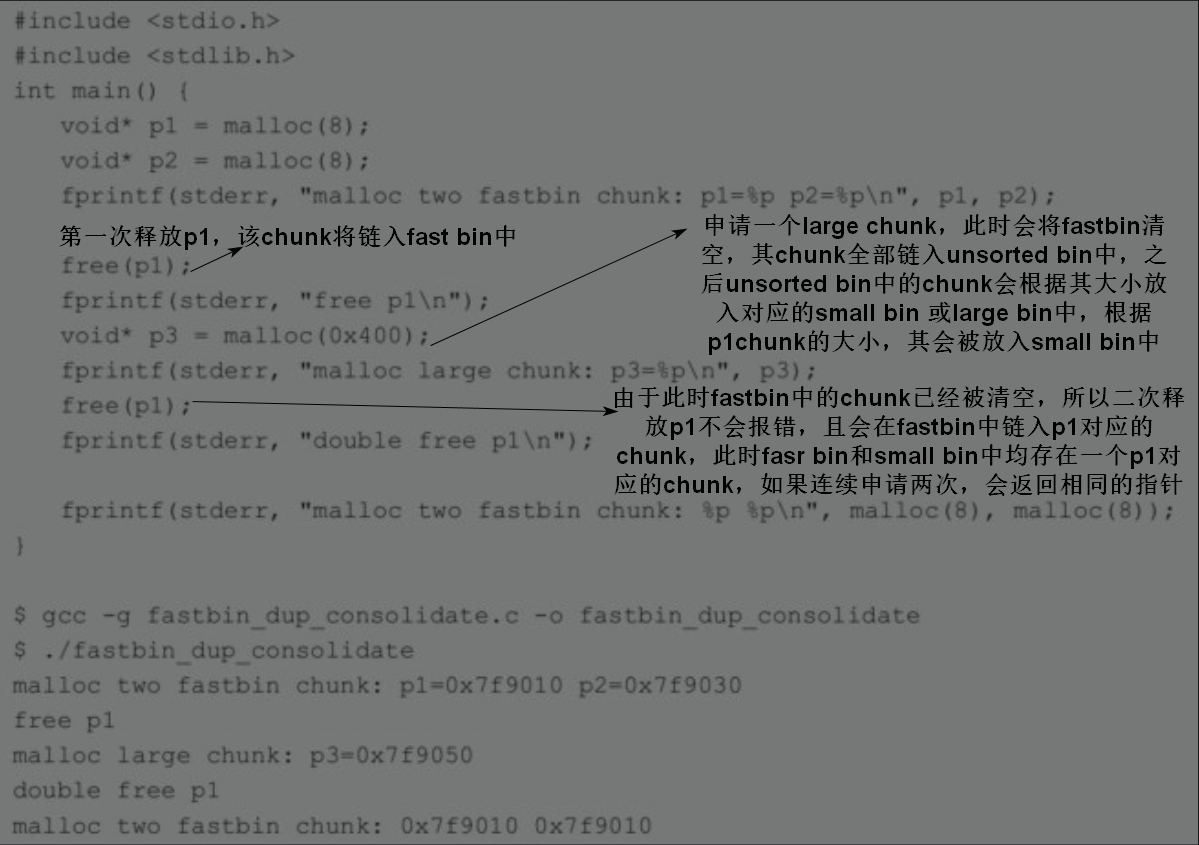 #include <stdio.h>
#include <stdlib.h>
int main() {
void* p1 = malloc(8);
void* p2 = malloc(8);
fprintf(stderr, "malloc two fastbin chunk: p1=%p p2=%p\n", p1, p2);
第一次释放p1，该chunk将链入fast bin中
free(p1);
fprintf(stderr, "free p1\n");
void* p3 = malloc(0x400);
申请一个large chunk，此时会将fastbin清
空，其chunk全部链入unsorted bin中，之
后unsorted bin中的chunk会根据其大小放
入对应的small bin 或large bin中，根据
p1chunk的大小，其会被放入small bin中
fprintf(stderr, "malloc large chunk: p3=%p\n", p3);
free(p1);
由于此时fastbin中的chunk已经被清空，所以二次释
放p1不会报错，且会在fastbin中链入p1对应的
chunk，此时fasr bin和small bin中均存在一个p1对
应的chunk，如果连续申请两次，会返回相同的指针
fprintf(stderr, "double free p1\n");
fprintf(stderr, "malloc two fastbin chunk: %p %p\n", malloc(8), malloc(8));
}
$ gcc -g fastbin_dup_consolidate.c -o fastbin_dup_consolidate
$ ./fastbin_dup_consolidate
malloc two fastbin chunk: p1=0x7f9010 p2=0x7f9030
free p1
malloc large chunk: p3=0x7f9050
double free p1
malloc two fastbin chunk: 0x7f9010 0x7f9010